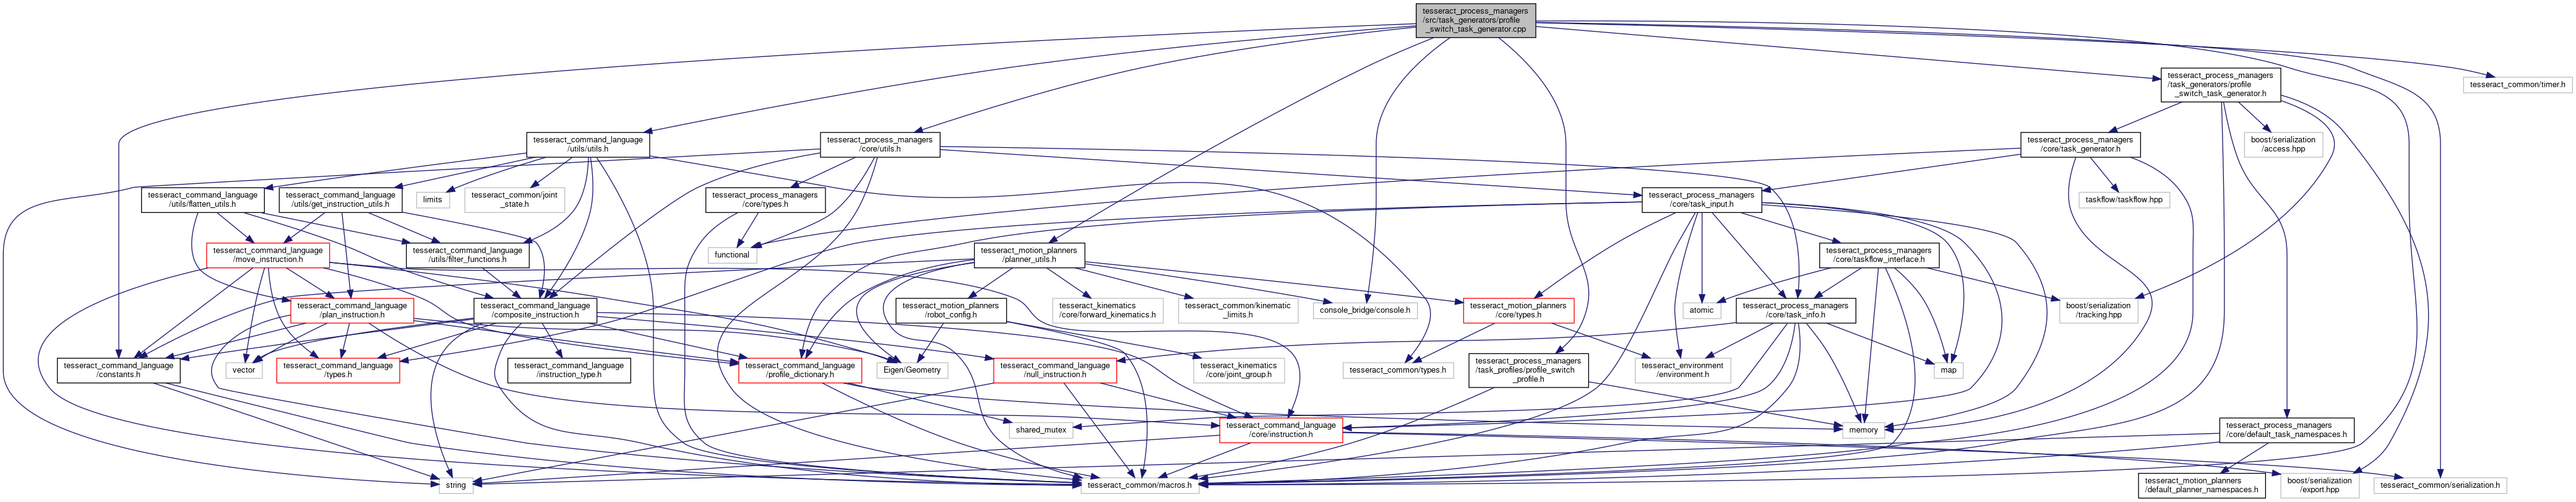 tesseract_process_managers
/src/task_generators/profile
_switch_task_generator.cpp
tesseract_process_managers
/task_generators/profile
_switch_task_generator.h
tesseract_common/timer.h
tesseract_command_language
/utils/utils.h
tesseract_process_managers
/core/utils.h
tesseract_process_managers
/core/task_generator.h
boost/serialization
/access.hpp
tesseract_command_language
/utils/flatten_utils.h
tesseract_command_language
/utils/get_instruction_utils.h
limits
tesseract_common/joint
_state.h
tesseract_process_managers
/core/types.h
tesseract_process_managers
/core/task_input.h
taskflow/taskflow.hpp
tesseract_command_language
/move_instruction.h
tesseract_command_language
/utils/filter_functions.h
functional
tesseract_motion_planners
/planner_utils.h
tesseract_process_managers
/core/taskflow_interface.h
tesseract_command_language
/plan_instruction.h
tesseract_command_language
/composite_instruction.h
tesseract_motion_planners
/robot_config.h
tesseract_kinematics
/core/forward_kinematics.h
tesseract_common/kinematic
_limits.h
console_bridge/console.h
tesseract_motion_planners
/core/types.h
atomic
tesseract_process_managers
/core/task_info.h
boost/serialization
/tracking.hpp
tesseract_command_language
/constants.h
vector
tesseract_command_language
/types.h
tesseract_command_language
/instruction_type.h
tesseract_command_language
/profile_dictionary.h
Eigen/Geometry
tesseract_command_language
/null_instruction.h
tesseract_kinematics
/core/joint_group.h
tesseract_common/types.h
tesseract_process_managers
/task_profiles/profile_switch
_profile.h
tesseract_environment
/environment.h
map
shared_mutex
tesseract_command_language
/core/instruction.h
memory
tesseract_process_managers
/core/default_task_namespaces.h
string
tesseract_common/macros.h
tesseract_motion_planners
/default_planner_namespaces.h
boost/serialization
/export.hpp
tesseract_common/serialization.h